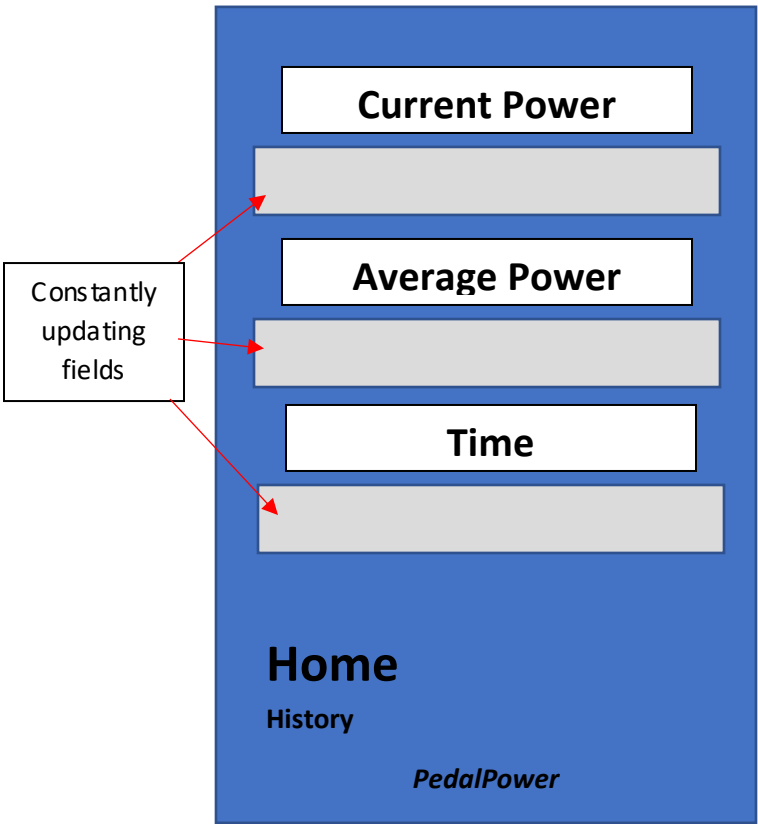 Current Power
Constantly
updating
fields
Average Power
Time
Home
History
PedalPower